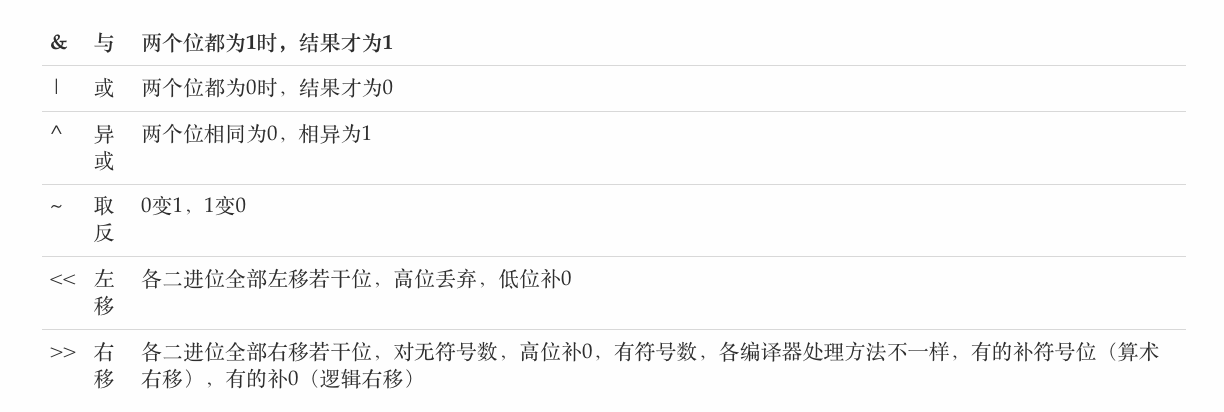 & 与 两个位都为1时，结果才为1
| 或 两个位都为0时，结果才为0
^ 异 两个位相同为0，相异为1
或
~ 取 0变1，1变0
反
<< 左 各二进位全部左移若干位，高位丢弃，低位补0
移
>> 右 各二进位全部右移若干位，对无符号数，高位补0，有符号数，各编译器处理方法不一样，有的补符号位（算术
移 右移），有的补0（逻辑右移）